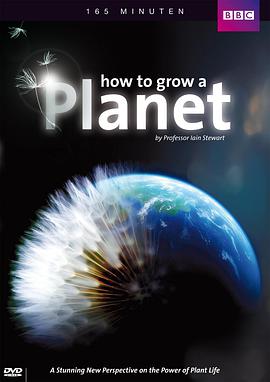 165 MINUTEN
BBC
how to grow a
Planet
by Professor Iain Stewart
DVD
A Stunning New Perspective on the Power of Plant Life